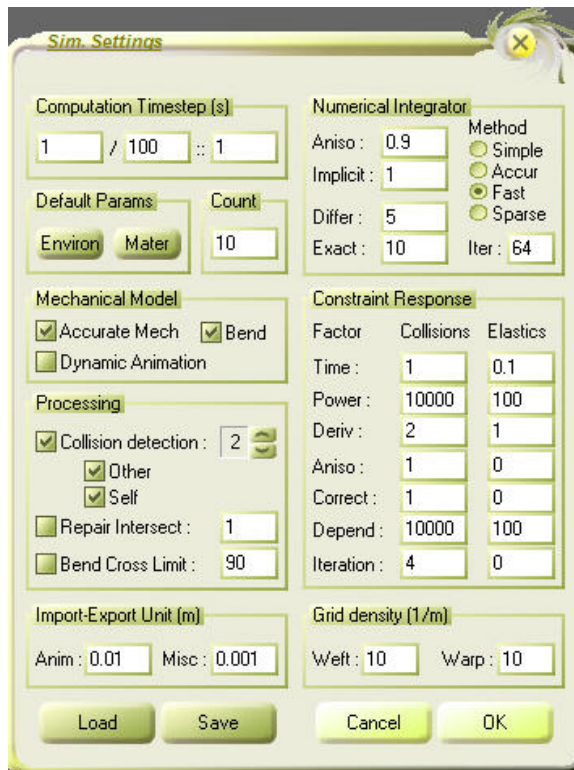 Sim. Settings
Computation Timestep (s)
1 / 100 :: 1
Default Params
Environ Mater
Count
10
Mechanical Model
Accurate Mech Bend
Dynamic Animation
Processing
Collision detection : 2
Other
Self
Repair Intersect : 1
Bend Cross Limit : 90
Import-Export Unit (m)
Anim : 0.01 Misc : 0.001
Load Save
Numerical Integrator
Aniso : 0.9
Implicit : 1
Differ : 5
Exact : 10
Method
Simple
Accur
Fast
Sparse
Iter : 64
Constraint Response
Factor Collisions Elastics
Time : 1 0.1
Power : 10000 100
Deriv : 2 1
Aniso : 1 0
Correct : 1 0
Depend : 10000 100
Iteration : 4 0
Grid density (1/m)
Weft : 10 Warp : 10
Cancel OK